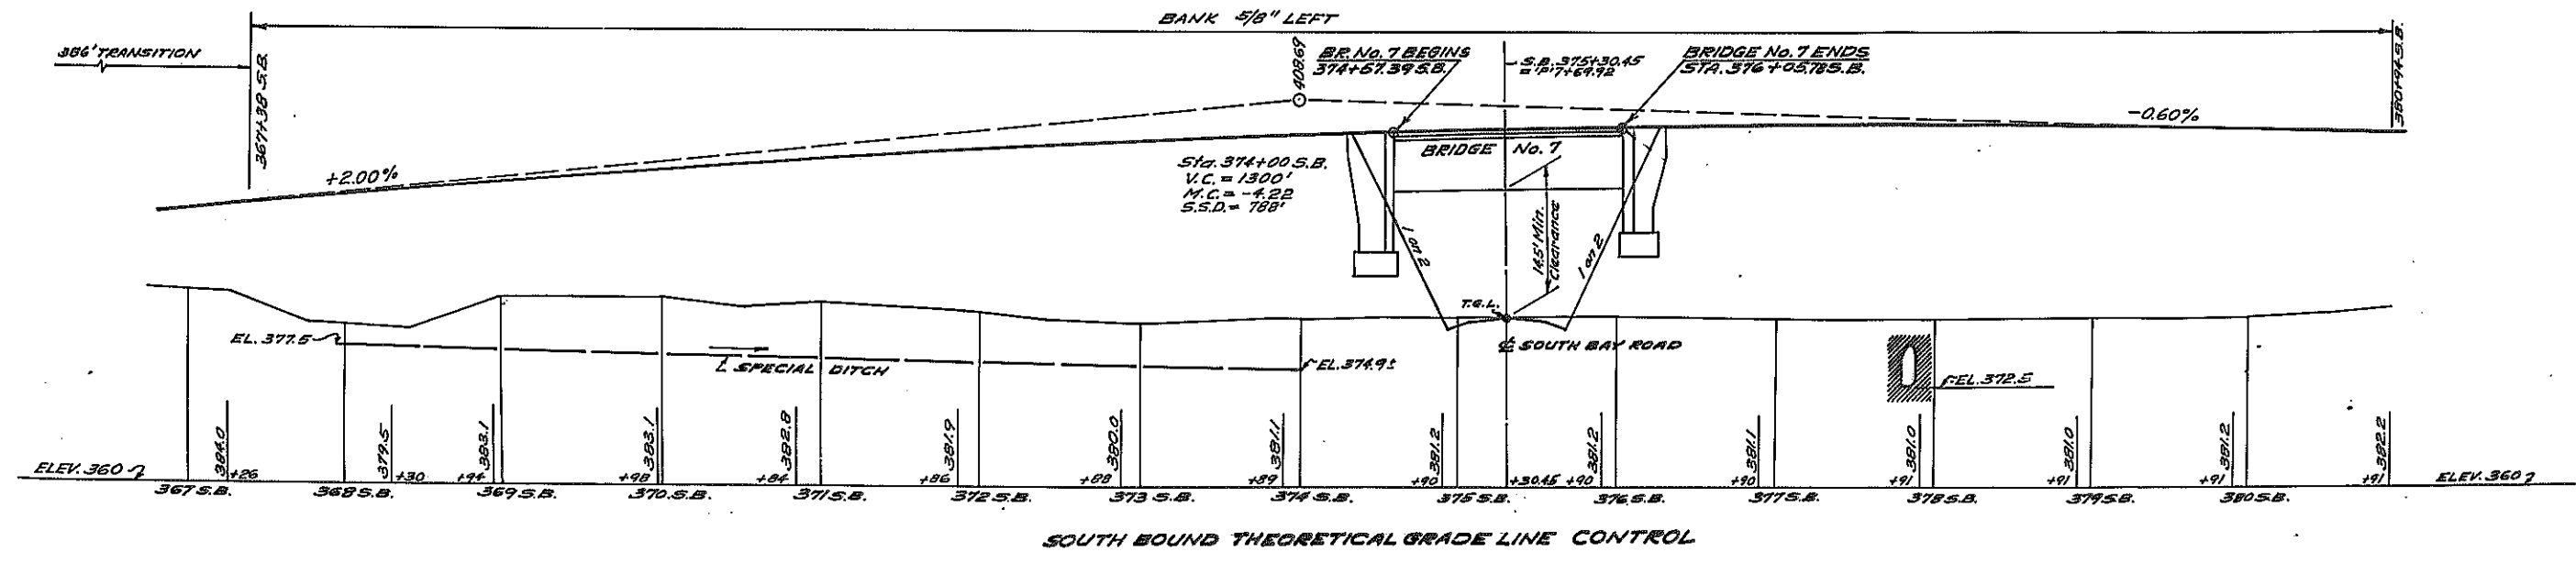 BANK 5/8" LEFT
386' TRANSITION
367+38 S.B.
408.69
BR. No. 7 BEGINS
374+57.39 S.B.
S.B. 375+30.45
= "P" 7+69.92
BRIDGE No. 7 ENDS
STA. 376+05.78 S.B.
380+94 S.B.
+2.00%
-0.60%
Sta. 374+00 S.B.
V.C. = 1300'
M.C. = -4.22
S.S.D. = 788'
BRIDGE No. 7
14.5' Min.
Clearance
1 on 2
1 on 2
T.G.L.
℄ SOUTH BAY ROAD
EL. 377.5
SPECIAL DITCH
EL. 374.9±
EL. 372.5
384.0
379.5
383.1
383.1
382.8
381.9
380.0
381.1
381.2
381.2
381.1
381.0
381.0
381.2
382.2
ELEV. 360
+26
+30
+94
+98
+84
+86
+88
+89
+90
+30.45
+90
+90
+91
+91
+91
+91
ELEV. 360
367 S.B.
368 S.B.
369 S.B.
370 S.B.
371 S.B.
372 S.B.
373 S.B.
374 S.B.
375 S.B.
376 S.B.
377 S.B.
378 S.B.
379 S.B.
380 S.B.
SOUTH BOUND THEORETICAL GRADE LINE CONTROL